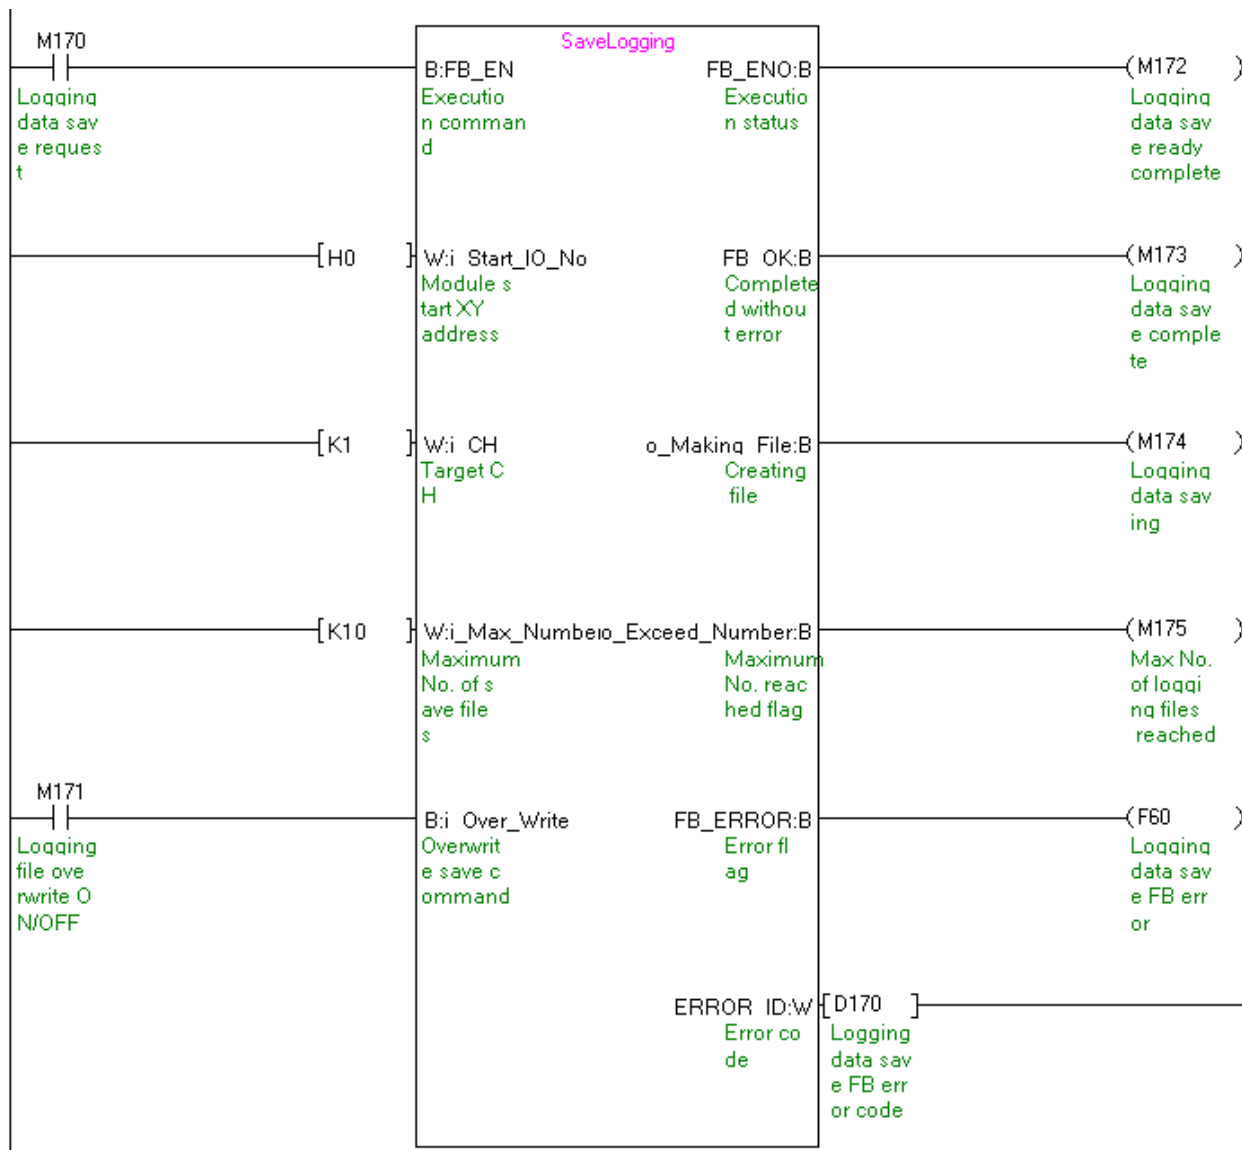 M170
Logging
data sav
e reques
t
SaveLogging
B:FB_EN
Executio
n comman
d
FB_ENO:B
Executio
n status
(M172 )
Logging
data sav
e ready
complete
[H0 ]
W:i_Start_IO_No
Module s
tart XY
address
FB_OK:B
Complete
d withou
t error
(M173 )
Logging
data sav
e comple
te
[K1 ]
W:i_CH
Target C
H
o_Making_File:B
Creating
file
(M174 )
Logging
data sav
ing
[K10 ]
W:i_Max_Number
Maximum
No. of s
ave file
s
o_Exceed_Number:B
Maximum
No. reac
hed flag
(M175 )
Max No.
of loggi
ng files
reached
M171
Logging
file ove
rwrite O
N/OFF
B:i_Over_Write
Overwrit
e save c
ommand
FB_ERROR:B
Error fl
ag
(F60 )
Logging
data sav
e FB err
or
ERROR_ID:W
Error co
de
[D170 ]
Logging
data sav
e FB err
or code